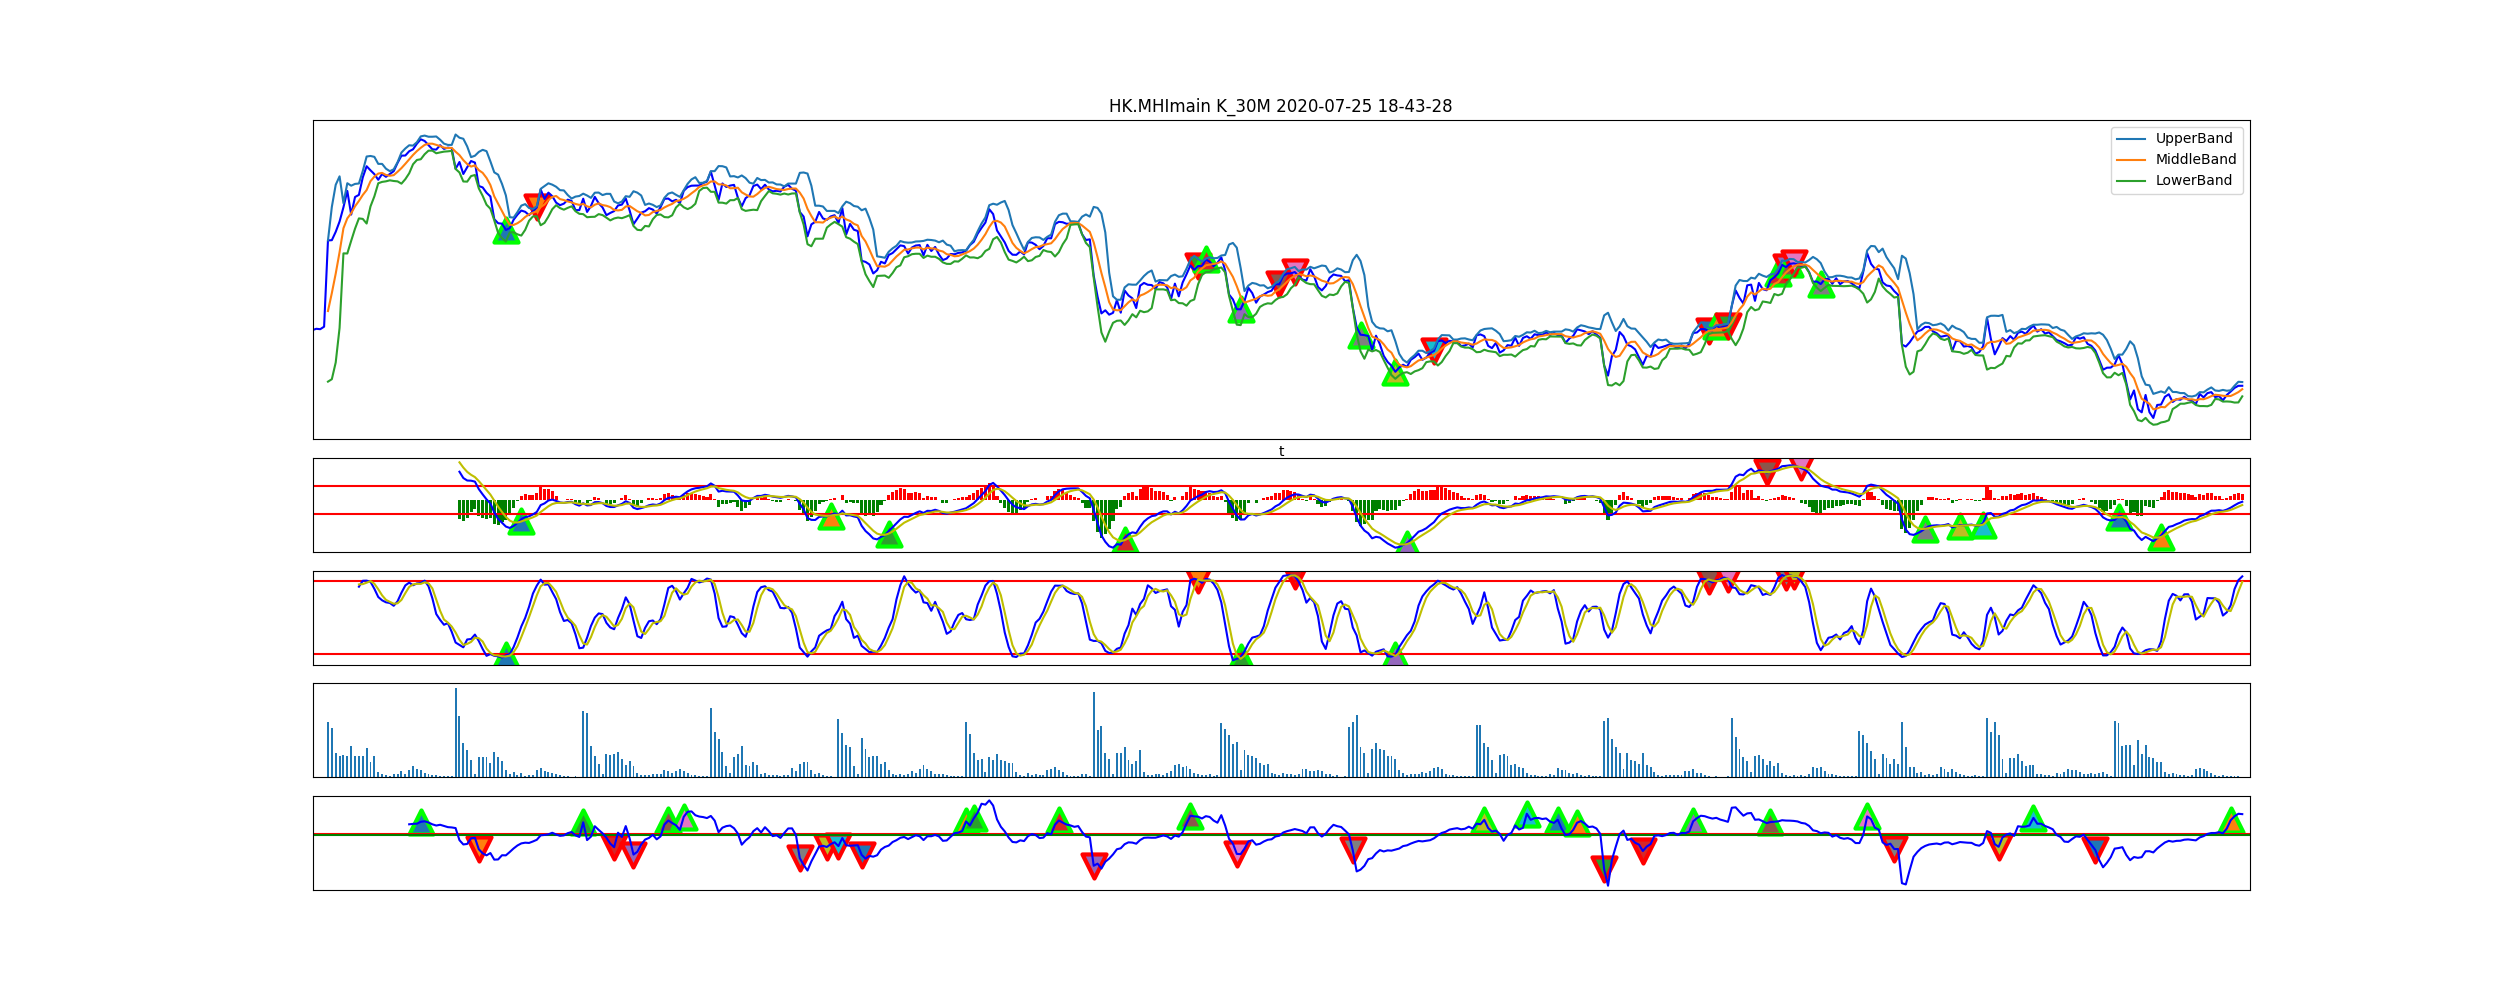 HK.MHImain K_30M 2020-07-25 18-43-28
UpperBand
MiddleBand
LowerBand
t